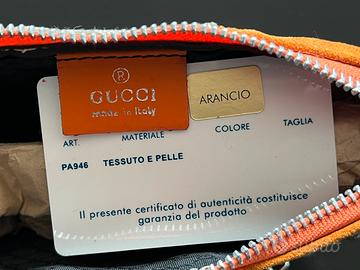 ®
GUCCI
made in Italy
ARANCIO
ART. MATERIALE COLORE TAGLIA
PA946 TESSUTO E PELLE
Il presente certificato di autenticità costituisce
garanzia del prodotto